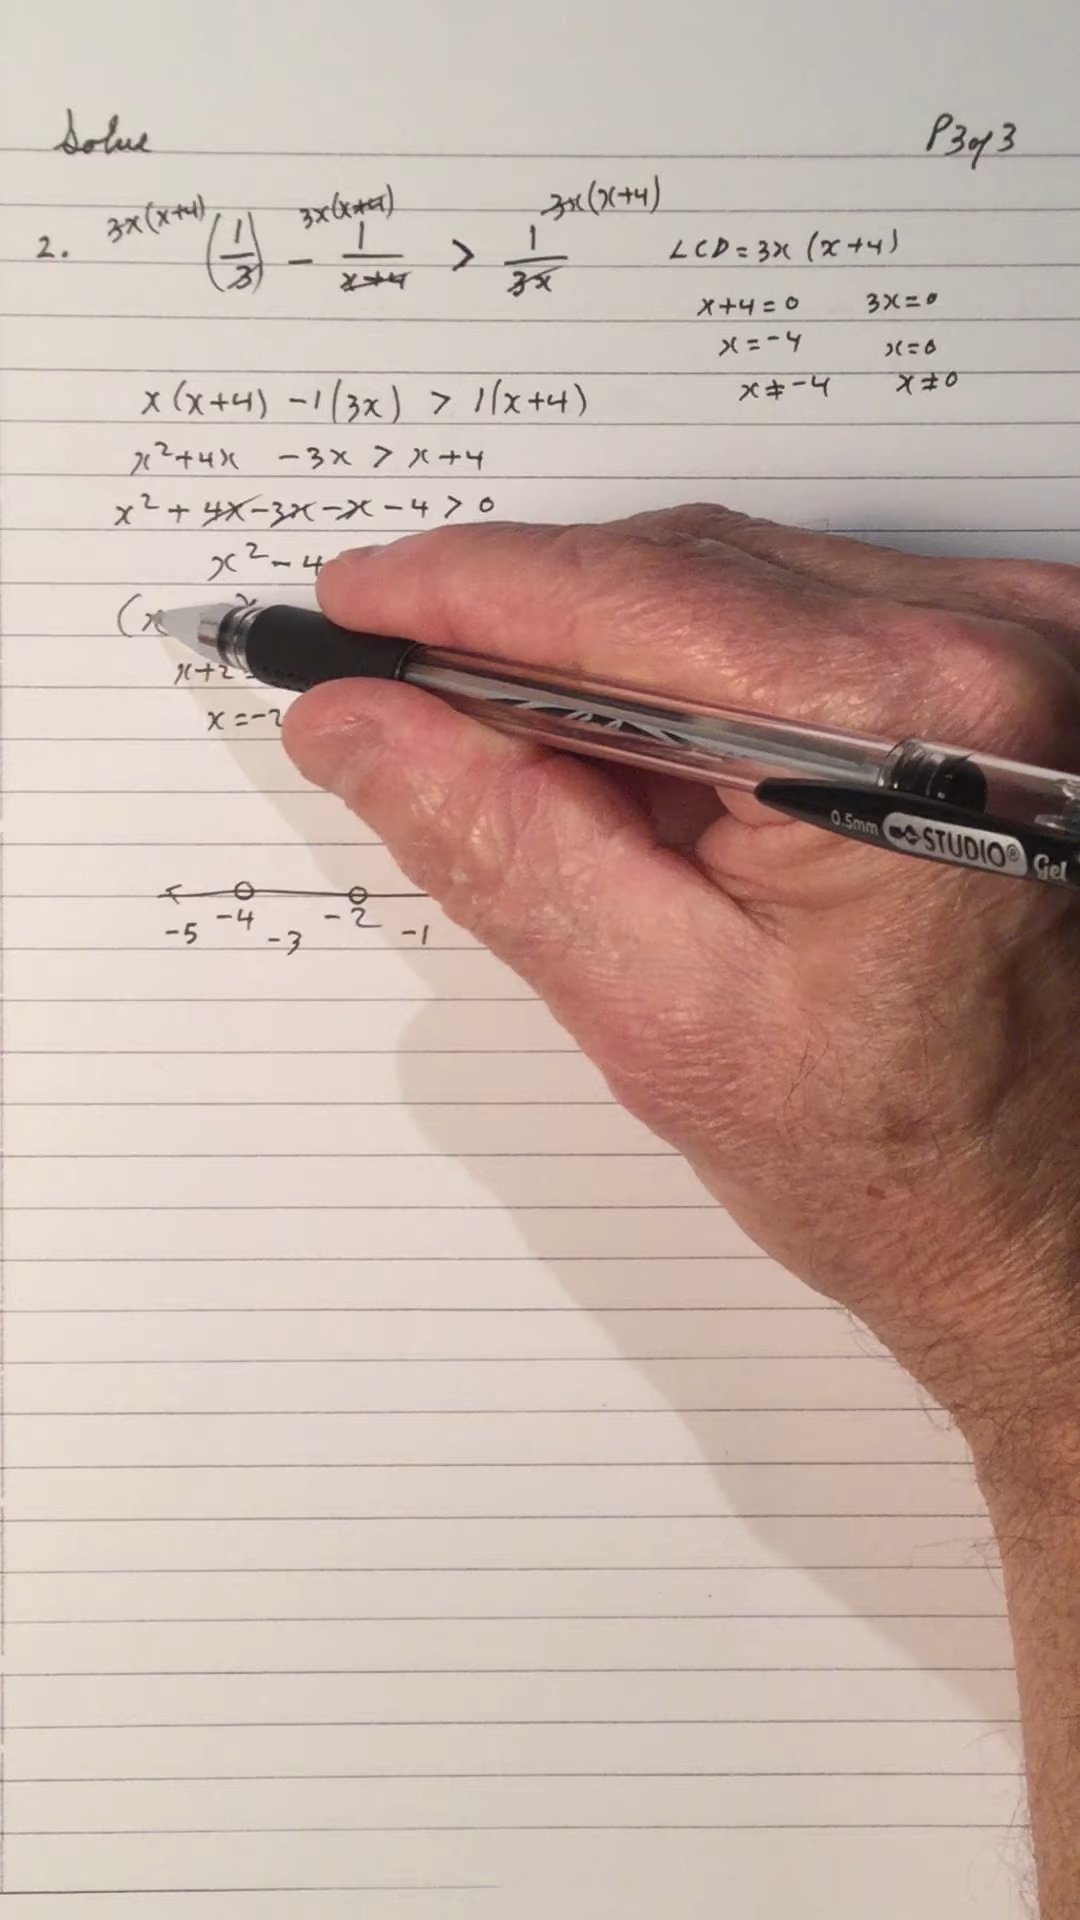 Solve P3of3
3x(x+4) 3x(x+4) 3x(x+4)
2. (1/3) - 1/x+4 > 1/3x LCD = 3x (x+4)
x+4=0 3x=0
x=-4 x=0
x≠-4 x≠0
x(x+4) -1(3x) > 1(x+4)
x²+4x -3x > x+4
x² + 4x-3x-x-4 > 0
x²-4
(x
x+2
x=-2
0.5mm STUDIO® Gel
-4 -2
-5 -3 -1